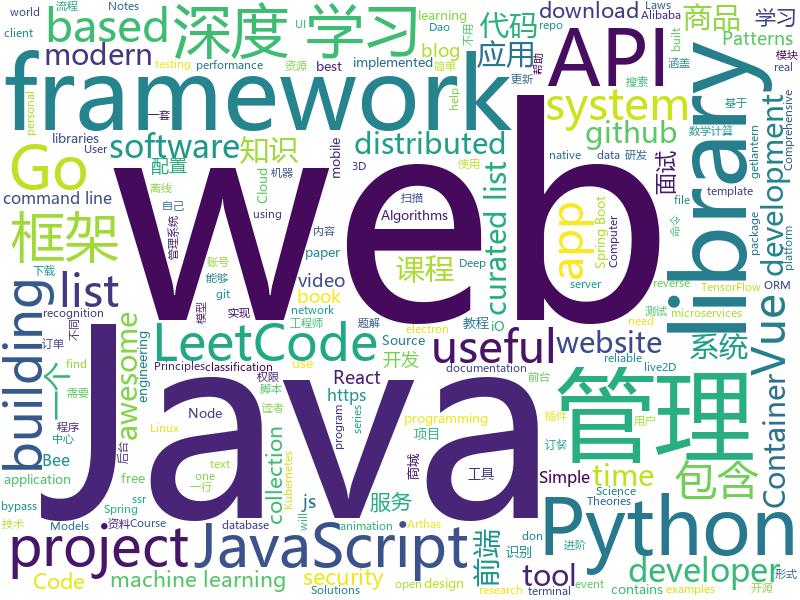 Java web
framework
深度 学习
based
modern
API
library
管理
Python
project
JavaScript
LeetCode
useful
框架
Go
software
知识
distributed
system
github
download
商品
学习
Patterns
代码
应用
blog
implemented
learning
Notes
流程
client
world
testing
performance
资源
best
UI
Dao
不用
简单
repo
Laws
Alibaba
built
模块
real
帮助
更新
搜索
涵盖
基于
personal
libraries
User
Cloud
mobile
3D
native
data
研发
使用
help
数学计算
getlantern
Comprehensive
command line
配置
离线
自己
机器
using
扫描
Algorithms
面试
Spring Boot
Computer
app
curated list
development
Vue
template
file
命令
package
platform
building
list
一个
awesome
engineering
管理系统
内容
paper
Deep
课程
能够
git
video
book
账号
下载
recognition
订单
不同
find
需要
模型
实现
network
工程师
题解
electron
教程
iO
server
website
测试
reverse
TensorFlow
ORM
microservices
need
系统
Source
开发
documentation
reliable
live2D
Principles
classification
use
权限
脚本
React
https
前台
Node
Bee
application
Linux
后台
程序
中心
collection
free
连者
Kubernetes
program
series
programming
项目
商城
工具
Simple
订餐
插件
用户
Container
time
包含
bypass
ssr
text
one
一行
will
js
服务
Spring
技术
资料
Models
Course
database
animation
Arthas
前端
识别
don
进阶
Science
Theories
tool
developer
Code
machine learning
Solutions
security
open
design
research
terminal
event
contains
examples
开源
形式
一套